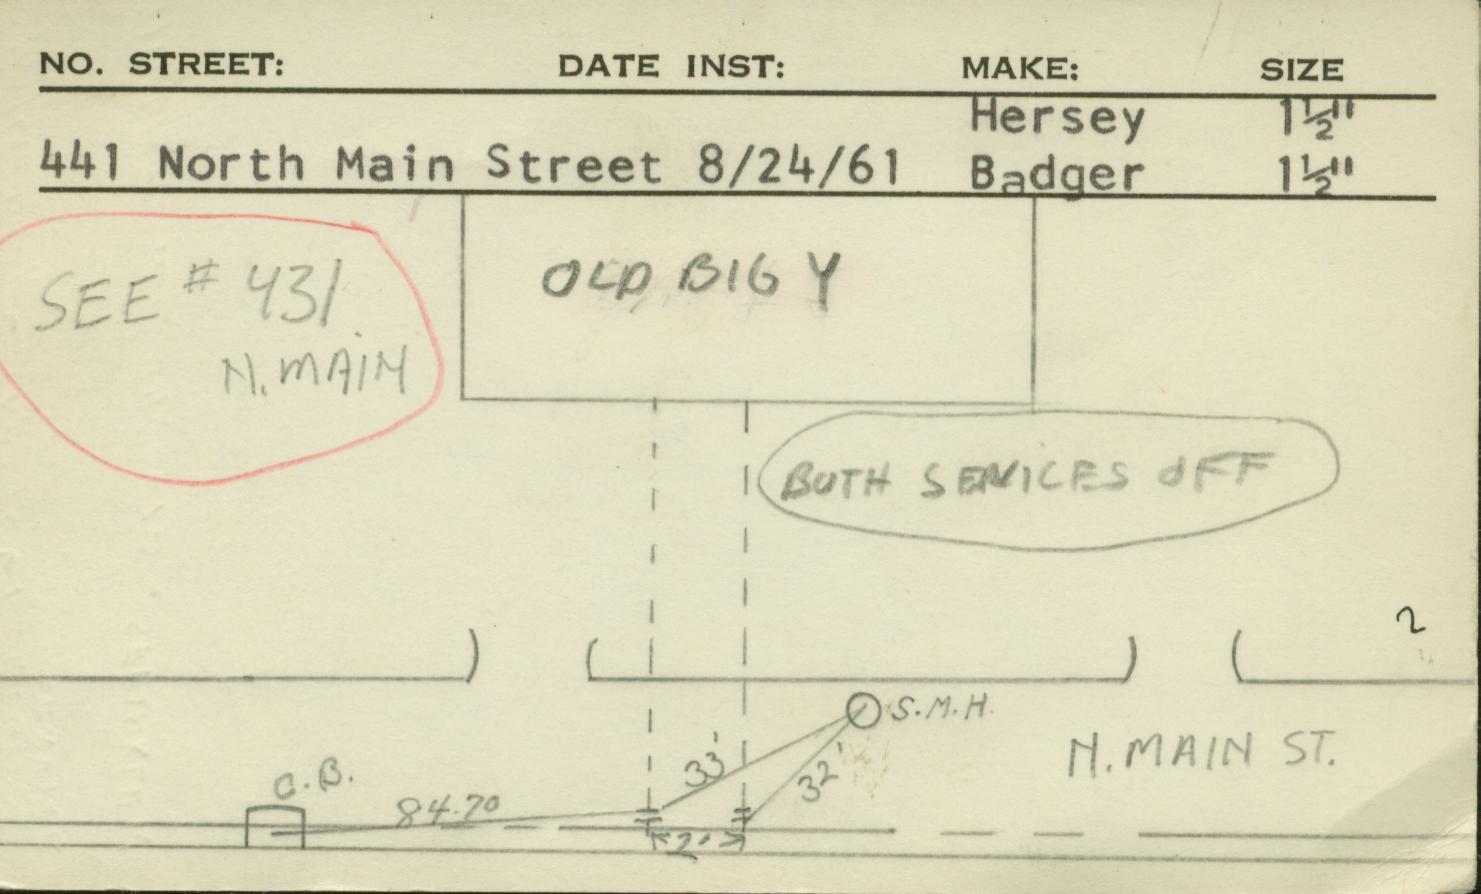 NO. STREET: DATE INST: MAKE: SIZE
Hersey 1½"
441 North Main Street 8/24/61 Badger 1½"
SEE # 431
N. MAIN
OLD BIG Y
BOTH SERVICES OFF
2
S.M.H.
N. MAIN ST.
33'
32'
C.B.
84.70
2'